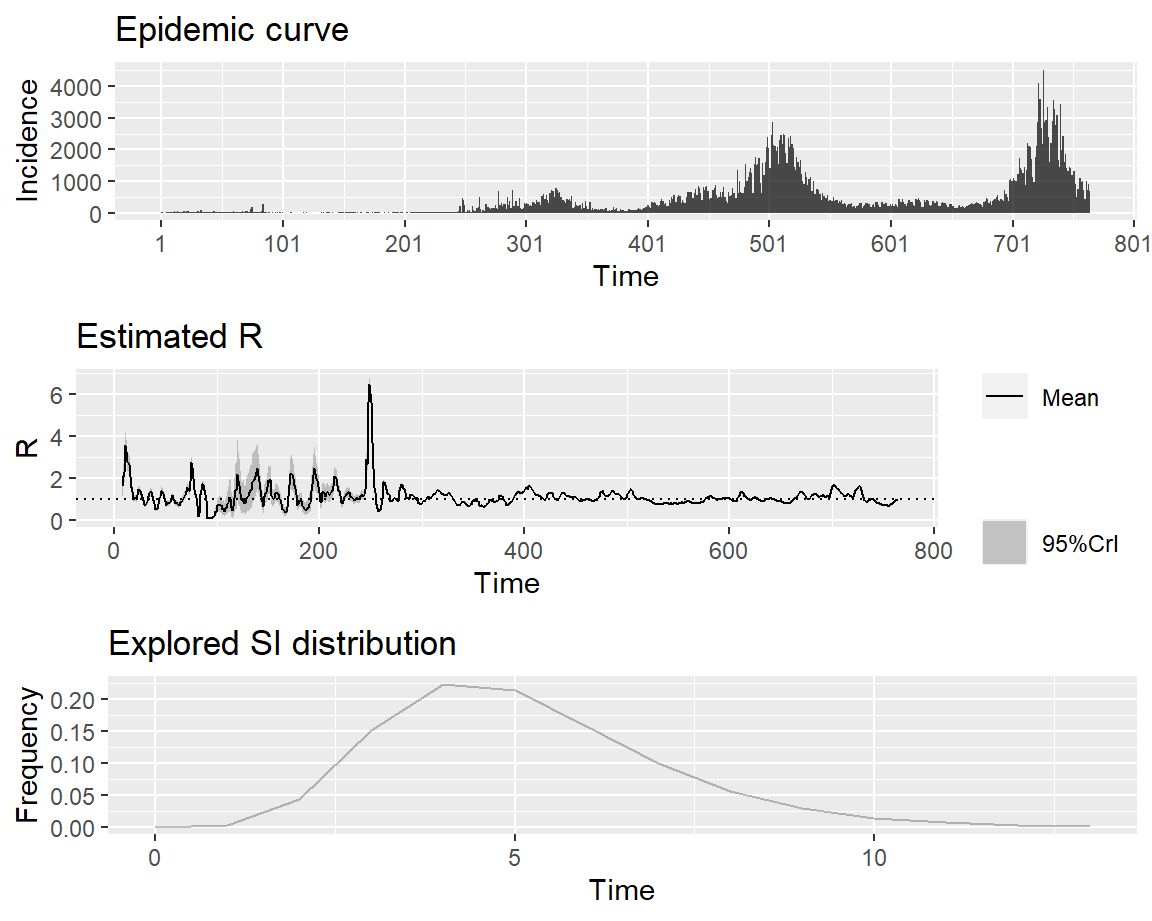 Epidemic curve
Incidence
4000
3000
2000
1000
0
1 101 201 301 401 501 601 701 801
Time
Estimated R
R
6
4
2
0
0 200 400 600 800
Time
Mean
95%CrI
Explored SI distribution
Frequency
0.20
0.15
0.10
0.05
0.00
0 5 10
Time